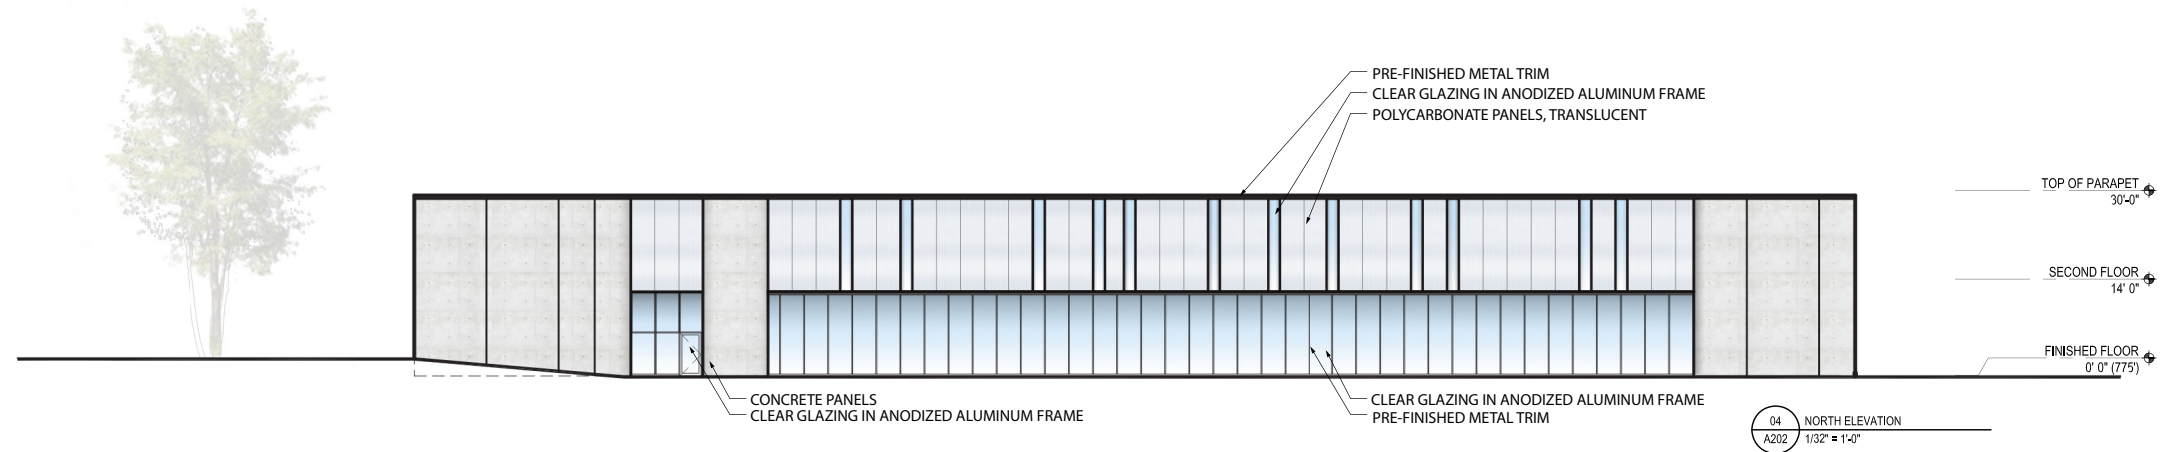 PRE-FINISHED METAL TRIM
CLEAR GLAZING IN ANODIZED ALUMINUM FRAME
POLYCARBONATE PANELS, TRANSLUCENT
TOP OF PARAPET
30'-0"
SECOND FLOOR
14' 0"
FINISHED FLOOR
0' 0" (775')
CONCRETE PANELS
CLEAR GLAZING IN ANODIZED ALUMINUM FRAME
CLEAR GLAZING IN ANODIZED ALUMINUM FRAME
PRE-FINISHED METAL TRIM
04 NORTH ELEVATION
A202 1/32" = 1'-0"